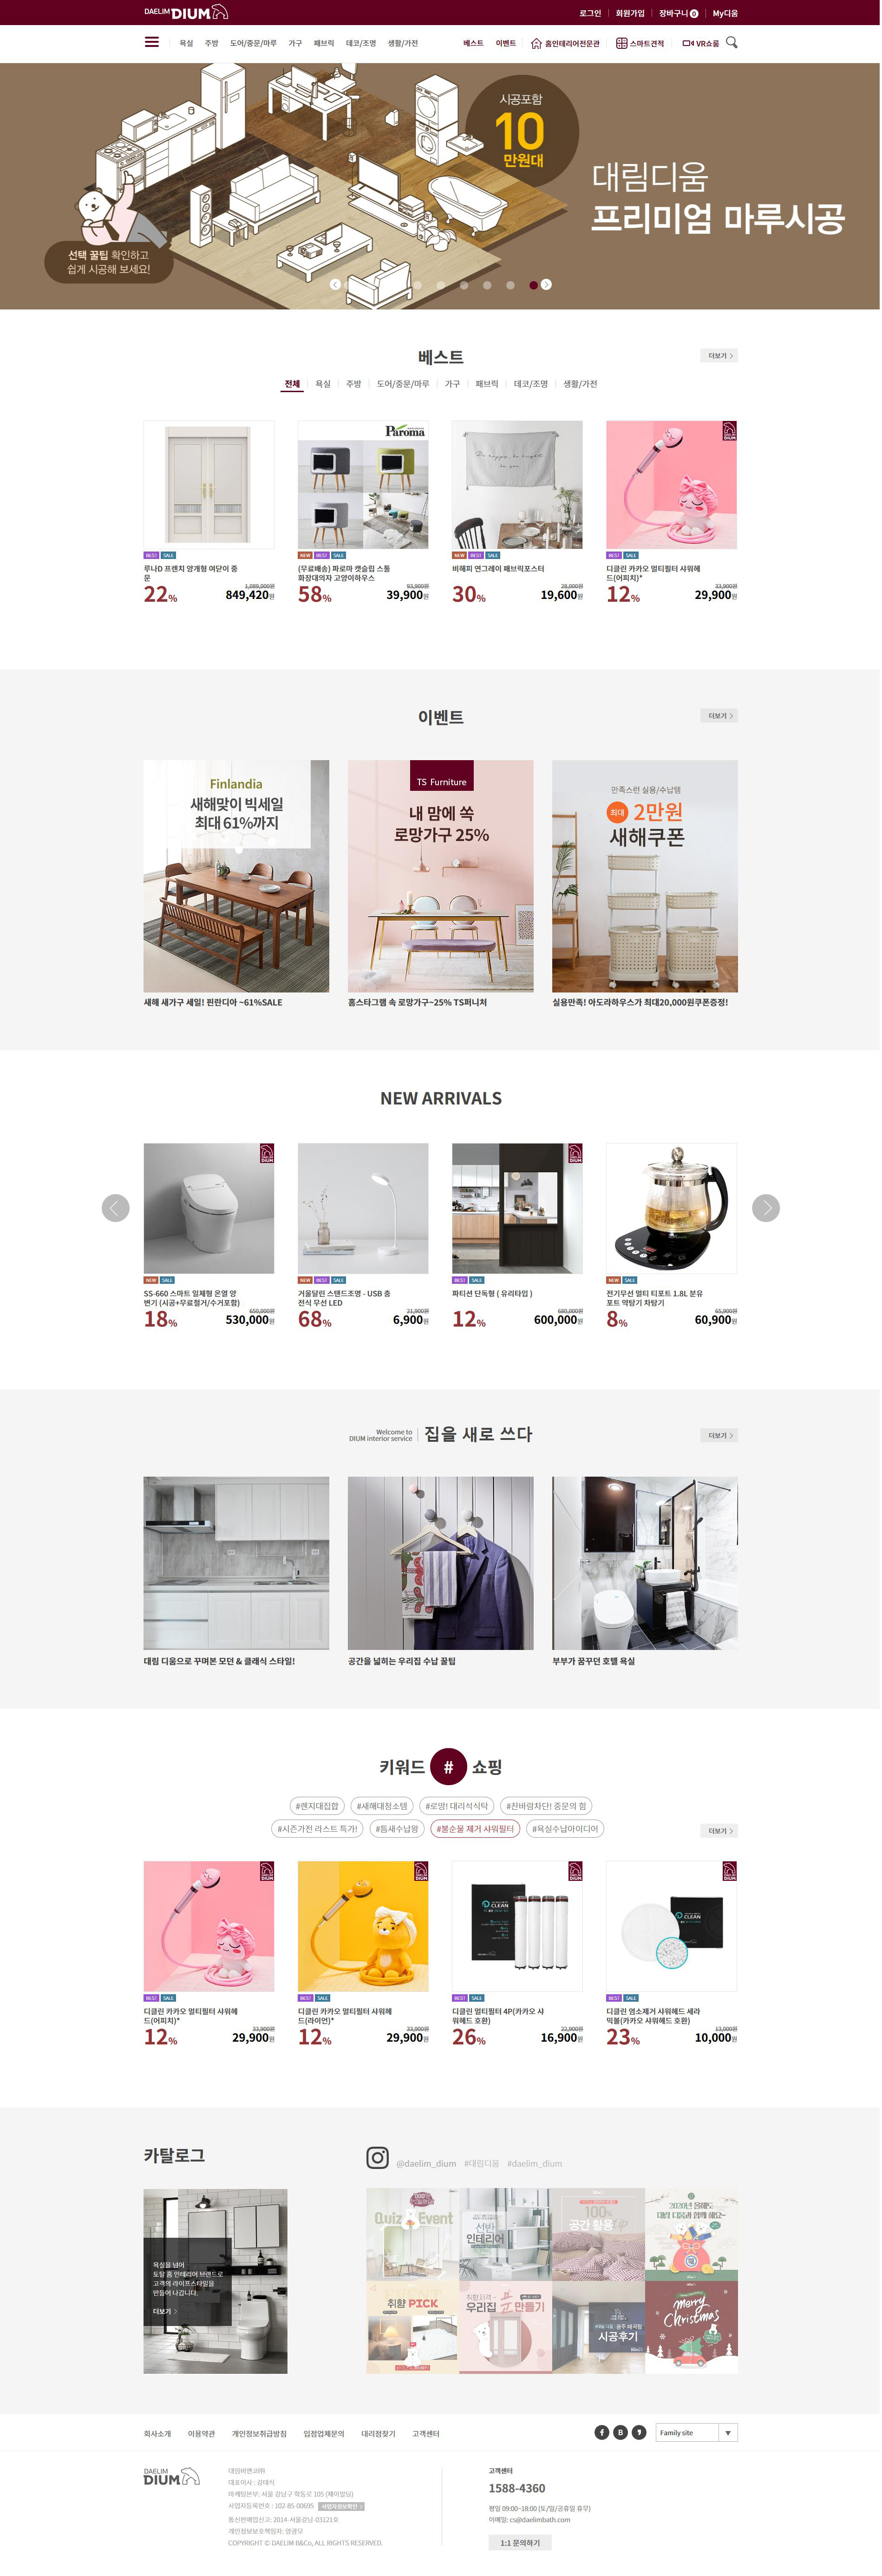 DAELIM DIUM
로그인 회원가입 장바구니 0 My디움
욕실 주방 도어/중문/마루 가구 패브릭 데코/조명 생활/가전 베스트 이벤트 홈인테리어전문관 스마트견적 VR쇼룸
시공포함
10
만원대
대림디움
프리미엄 마루시공
선택 꿀팁 확인하고
쉽게 시공해 보세요!
베스트
더보기 >
전체 욕실 주방 도어/중문/마루 가구 패브릭 데코/조명 생활/가전
Paroma
DIUM
BEST SALE
루나D 프렌치 양개형 여닫이 중
문
1,089,000원
22% 849,420원
NEW BEST SALE
(무료배송) 파로마 캣슬립 스툴
화장대의자 고양이하우스
93,900원
58% 39,900원
NEW BEST SALE
비해피 연그레이 패브릭포스터
28,000원
30% 19,600원
BEST SALE
디클린 카카오 멀티필터 샤워헤
드(어피치)*
33,900원
12% 29,900원
이벤트
더보기 >
Finlandia
새해맞이 빅세일
최대 61%까지
TS Furniture
내 맘에 쏙
로망가구 25%
만족스런 실용/수납템
최대 2만원
새해쿠폰
새해 새가구 세일! 핀란디아 ~61%SALE
홈스타그램 속 로망가구~25% TS퍼니처
실용만족! 아도라하우스가 최대20,000원쿠폰증정!
NEW ARRIVALS
DIUM
DIUM
NEW SALE
SS-660 스마트 일체형 온열 양
변기 (시공+무료철거/수거포함)
650,000원
18% 530,000원
NEW BEST SALE
거울달린 스탠드조명 - USB 충
전식 무선 LED
21,900원
68% 6,900원
BEST SALE
파티션 단독형 ( 유리타입 )
680,000원
12% 600,000원
NEW SALE
전기무선 멀티 티포트 1.8L 분유
포트 약탕기 차탕기
65,900원
8% 60,900원
Welcome to
DIUM interior service
집을 새로 쓰다
더보기 >
대림 디움으로 꾸며본 모던 & 클래식 스타일!
공간을 넓히는 우리집 수납 꿀팁
부부가 꿈꾸던 호텔 욕실
키워드 # 쇼핑
#렌지대집합 #새해대청소템 #로망! 대리석식탁 #찬바람차단! 중문의 힘
#시즌가전 라스트 특가! #틈새수납왕 #불순물 제거 샤워필터 #욕실수납아이디어
더보기 >
DIUM
DIUM
CLEAN
DIUM
CLEAN
DIUM
BEST SALE
디클린 카카오 멀티필터 샤워헤
드(어피치)*
33,900원
12% 29,900원
BEST SALE
디클린 카카오 멀티필터 샤워헤
드(라이언)*
33,900원
12% 29,900원
BEST SALE
디클린 멀티필터 4P(카카오 샤
워헤드 호환)
22,900원
26% 16,900원
BEST SALE
디클린 염소제거 샤워헤드 세라
믹볼(카카오 샤워헤드 호환)
13,000원
23% 10,000원
카탈로그
@daelim_dium #대림디움 #daelim_dium
욕실을 넘어
토탈 홈 인테리어 브랜드로
고객의 라이프스타일을
만들어 나갑니다.
더보기 >
Quiz Event
선반
인테리어
100%
공간 활용
2020년 올해도
대림 디움과 함께 해요~
취향 PICK
취향저격
우리집 만들기
시공후기
Merry
Christmas
회사소개 이용약관 개인정보취급방침 입점업체문의 대리점찾기 고객센터
Family site
DAELIM
DIUM
대림비앤코㈜
대표이사 : 강태식
마케팅본부: 서울 강남구 학동로 105 (제이빌딩)
사업자등록번호 : 102-85-00695 사업자정보확인 >
통신판매업신고: 2014-서울강남-03121호
개인정보보호책임자: 염광모
COPYRIGHT © DAELIM B&Co, ALL RIGHTS RESERVED.
고객센터
1588-4360
평일 09:00~18:00 (토/일/공휴일 휴무)
이메일: cs@daelimbath.com
1:1 문의하기